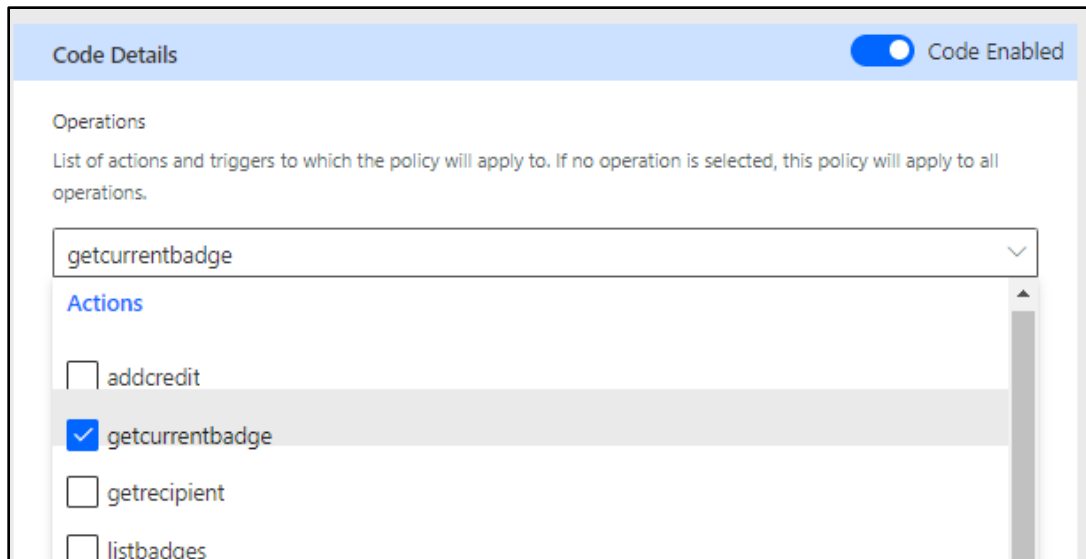 Code Details
Code Enabled
Operations
List of actions and triggers to which the policy will apply to. If no operation is selected, this policy will apply to all
operations.
getcurrentbadge
Actions
addcredit
getcurrentbadge
getrecipient
listbadges